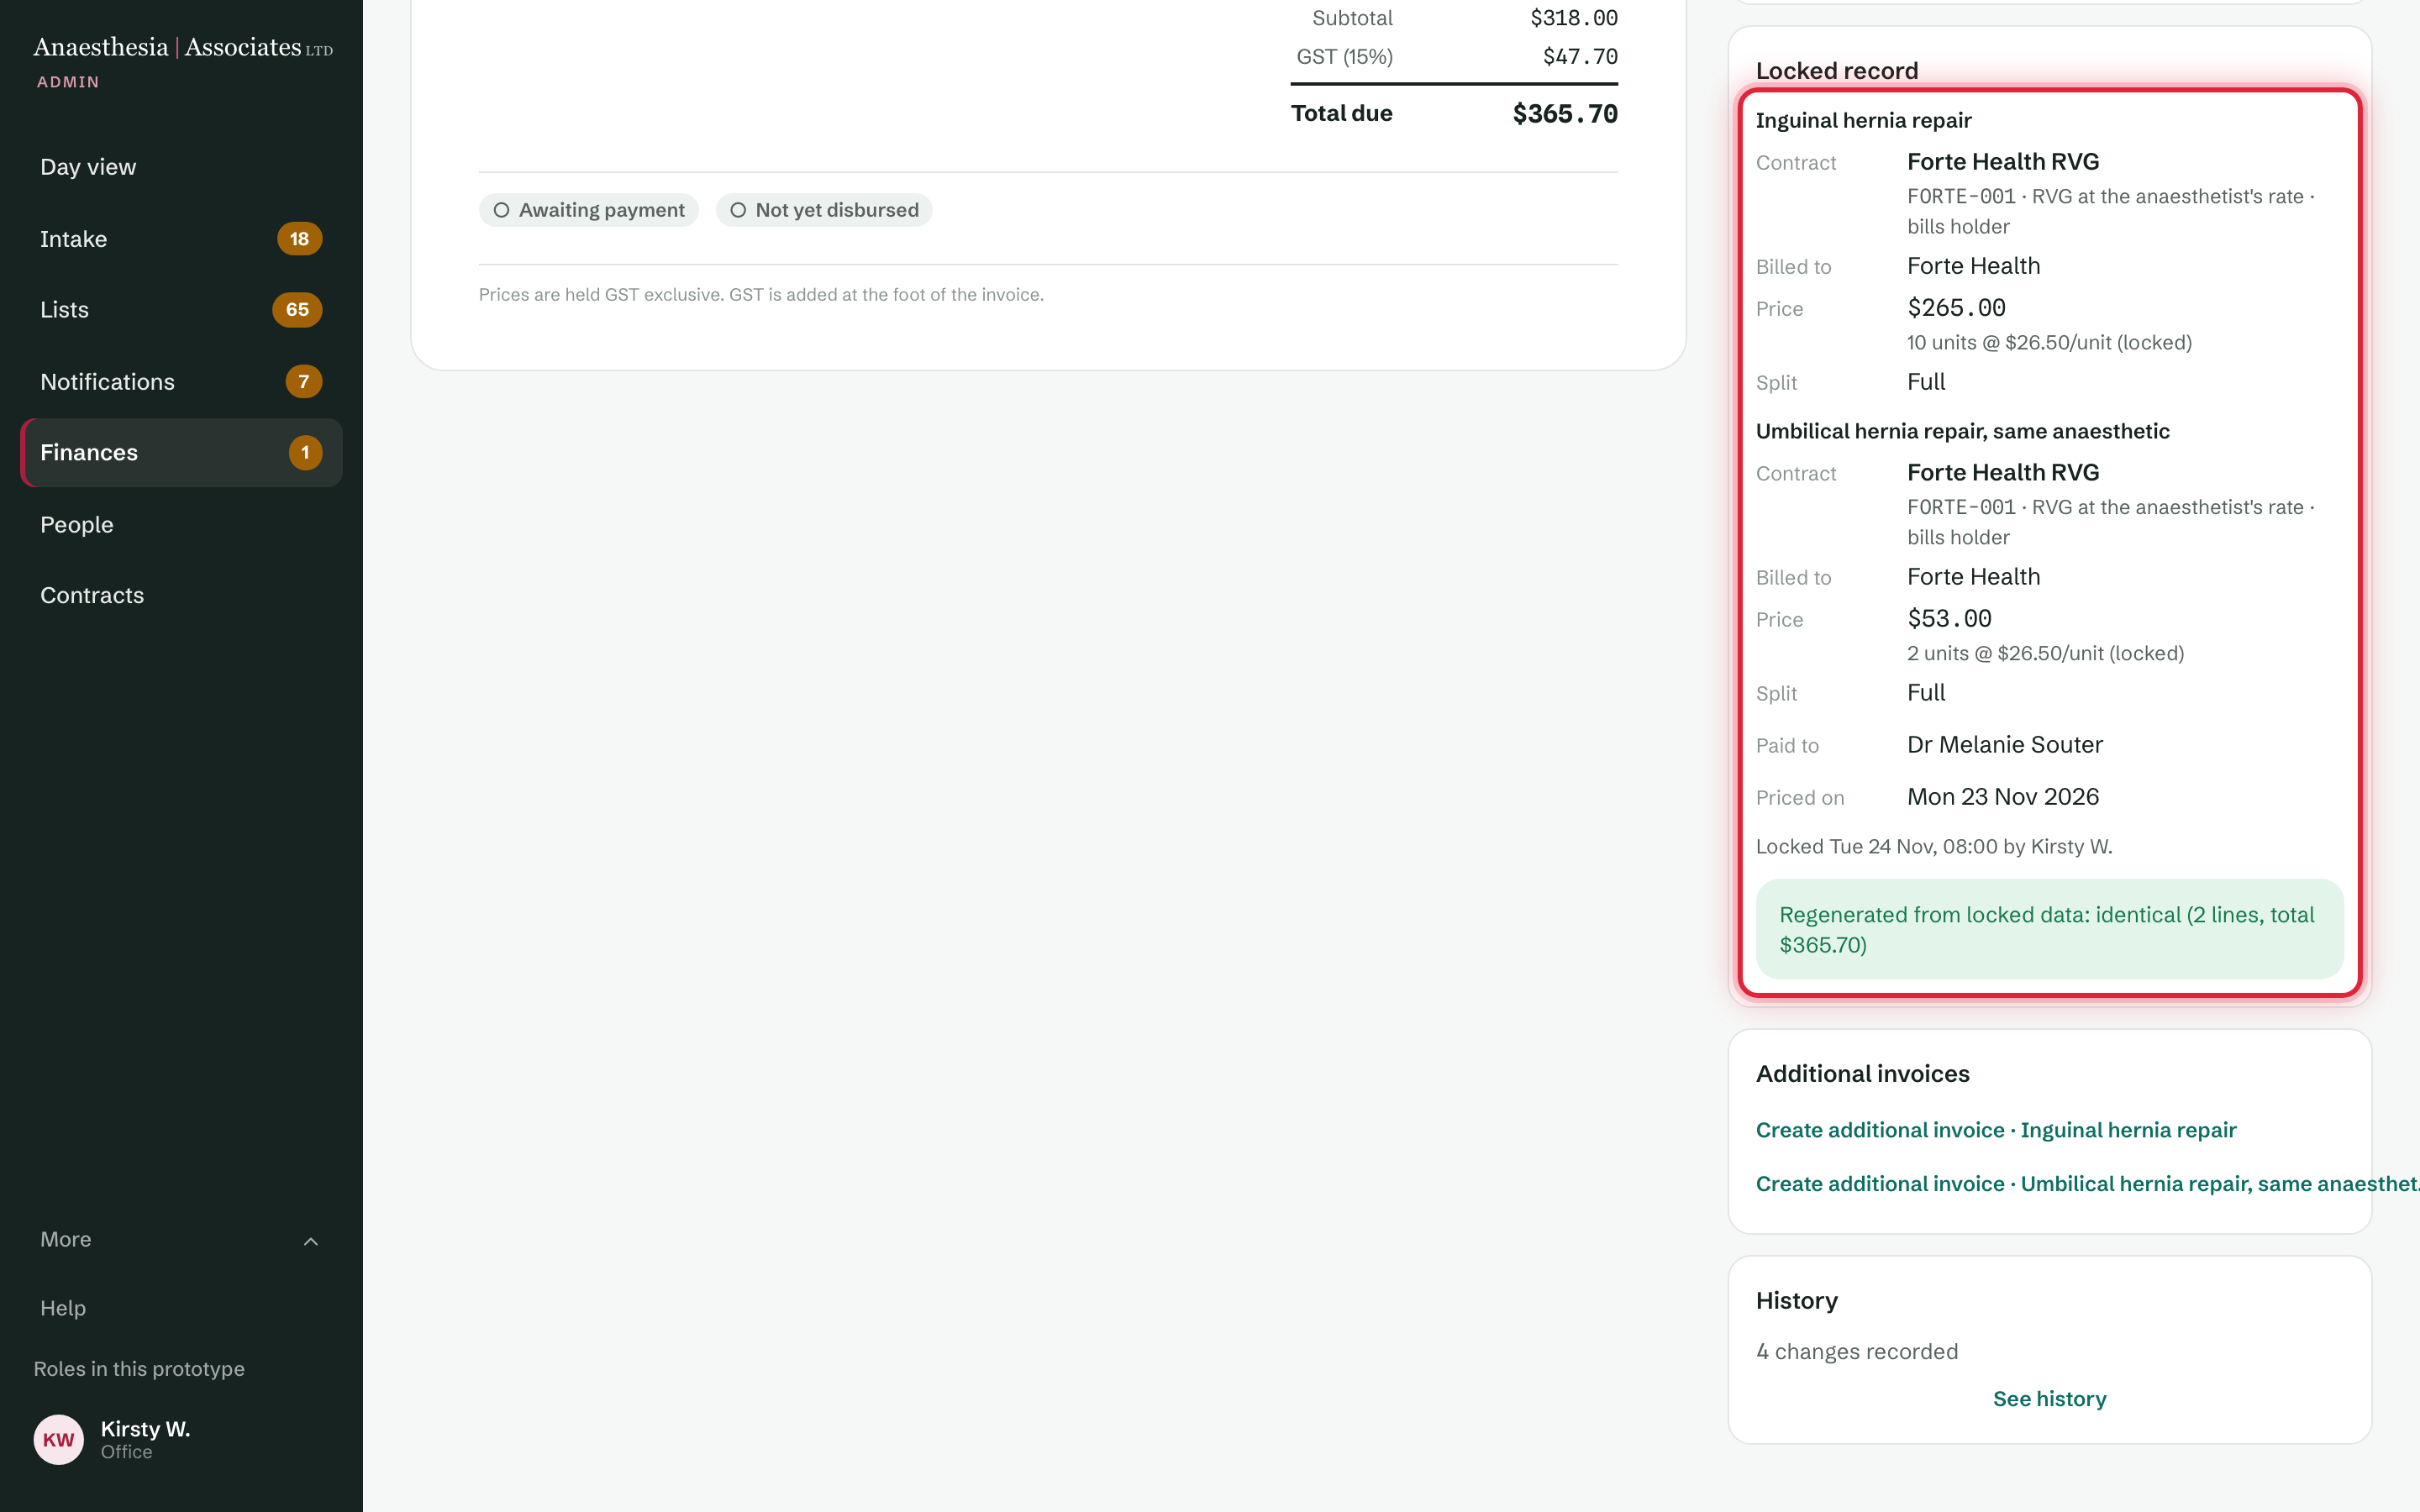 Anaesthesia | Associates LTD
ADMIN
Day view
Intake 18
Lists 65
Notifications 7
Finances 1
People
Contracts
More
Help
Roles in this prototype
KW
Kirsty W.
Office
Subtotal $318.00
GST (15%) $47.70
Total due $365.70
Awaiting payment Not yet disbursed
Prices are held GST exclusive. GST is added at the foot of the invoice.
Locked record
Inguinal hernia repair
Contract Forte Health RVG
FORTE-001 · RVG at the anaesthetist's rate ·
bills holder
Billed to Forte Health
Price $265.00
10 units @ $26.50/unit (locked)
Split Full
Umbilical hernia repair, same anaesthetic
Contract Forte Health RVG
FORTE-001 · RVG at the anaesthetist's rate ·
bills holder
Billed to Forte Health
Price $53.00
2 units @ $26.50/unit (locked)
Split Full
Paid to Dr Melanie Souter
Priced on Mon 23 Nov 2026
Locked Tue 24 Nov, 08:00 by Kirsty W.
Regenerated from locked data: identical (2 lines, total
$365.70)
Additional invoices
Create additional invoice · Inguinal hernia repair
Create additional invoice · Umbilical hernia repair, same anaesthet.
History
4 changes recorded
See history